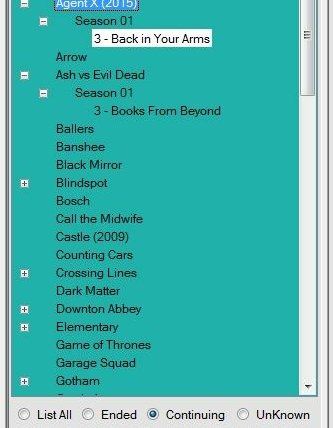 Agent X (2015)
Season 01
3 - Back in Your Arms
Arrow
Ash vs Evil Dead
Season 01
3 - Books From Beyond
Ballers
Banshee
Black Mirror
Blindspot
Bosch
Call the Midwife
Castle (2009)
Counting Cars
Crossing Lines
Dark Matter
Downton Abbey
Elementary
Game of Thrones
Garage Squad
Gotham
List All Ended Continuing UnKnown